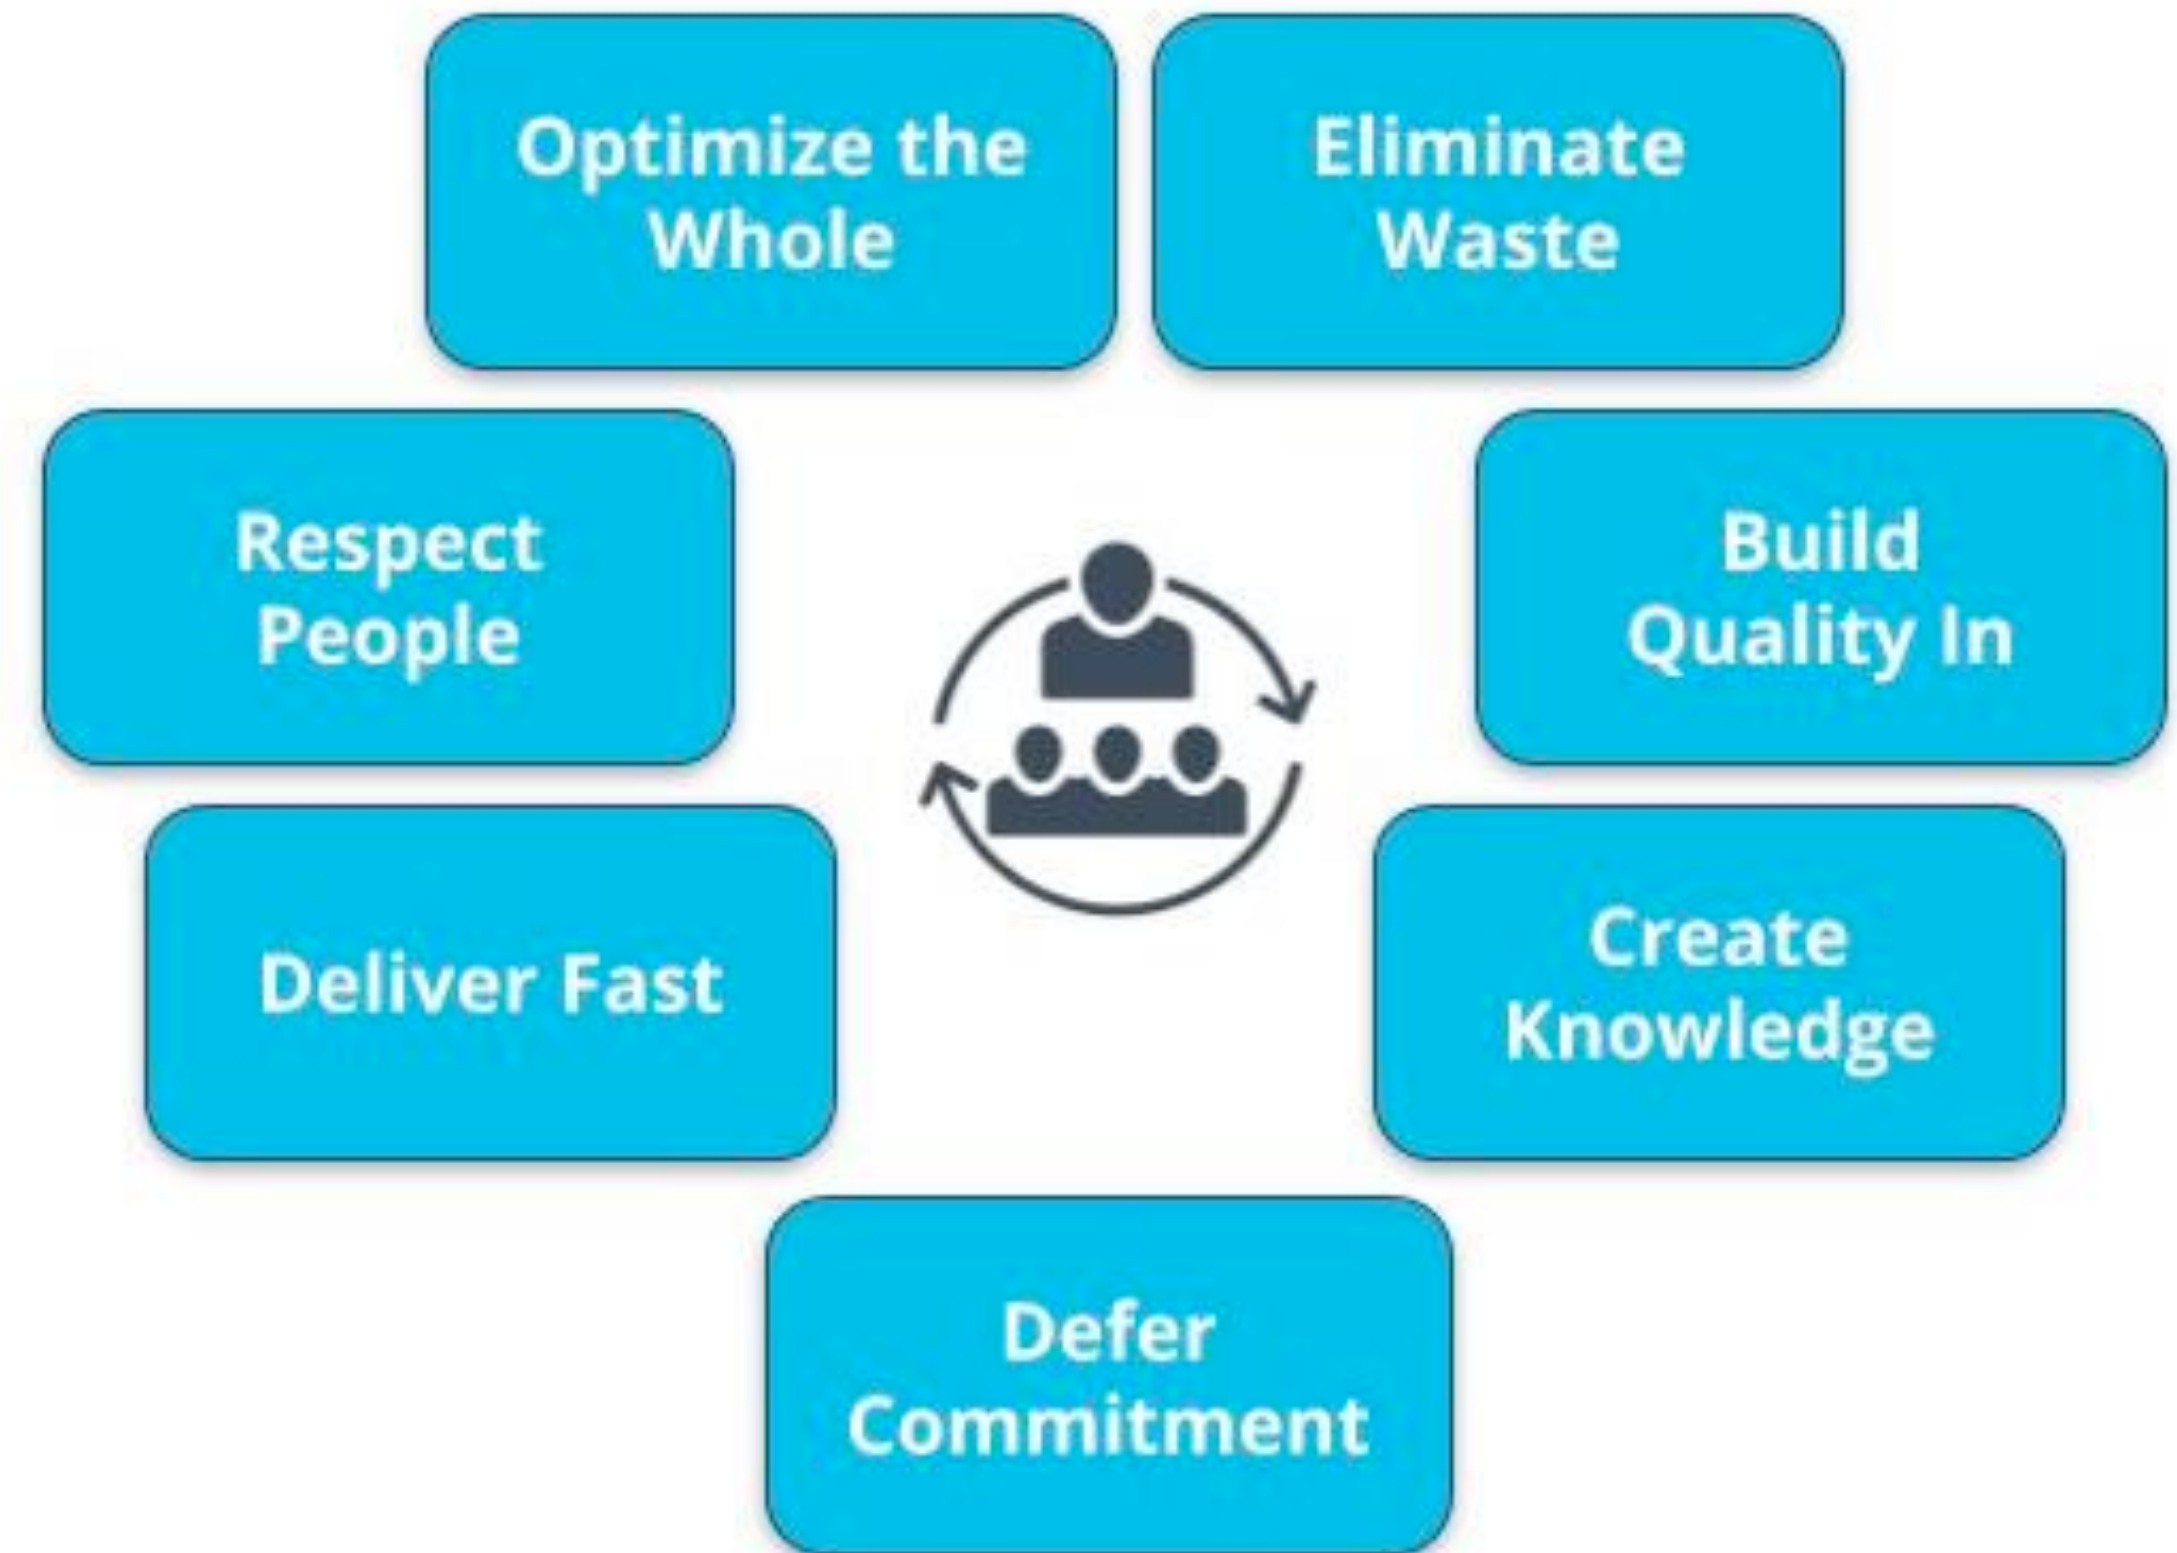 Optimize the
Whole
Eliminate
Waste
Respect
People
Build
Quality In
Deliver Fast
Create
Knowledge
Defer
Commitment